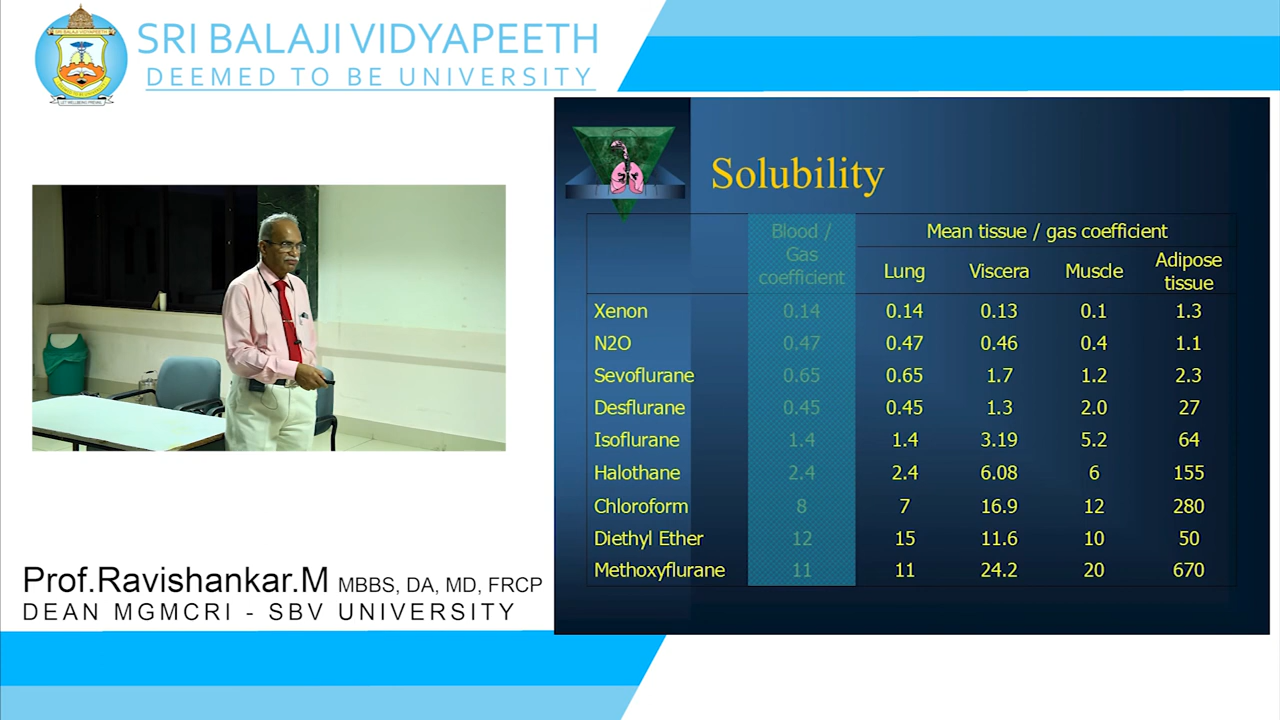 SRI BALAJI VIDYAPEETH
DEEMED TO BE UNIVERSITY
Solubility
Blood / Gas coefficient Mean tissue / gas coefficient
Lung Viscera Muscle Adipose tissue
Xenon 0.14 0.14 0.13 0.1 1.3
N2O 0.47 0.47 0.46 0.4 1.1
Sevoflurane 0.65 0.65 1.7 1.2 2.3
Desflurane 0.45 0.45 1.3 2.0 27
Isoflurane 1.4 1.4 3.19 5.2 64
Halothane 2.4 2.4 6.08 6 155
Chloroform 8 7 16.9 12 280
Diethyl Ether 12 15 11.6 10 50
Methoxyflurane 11 11 24.2 20 670
Prof.Ravishankar.M MBBS, DA, MD, FRCP
DEAN MGMCRI - SBV UNIVERSITY